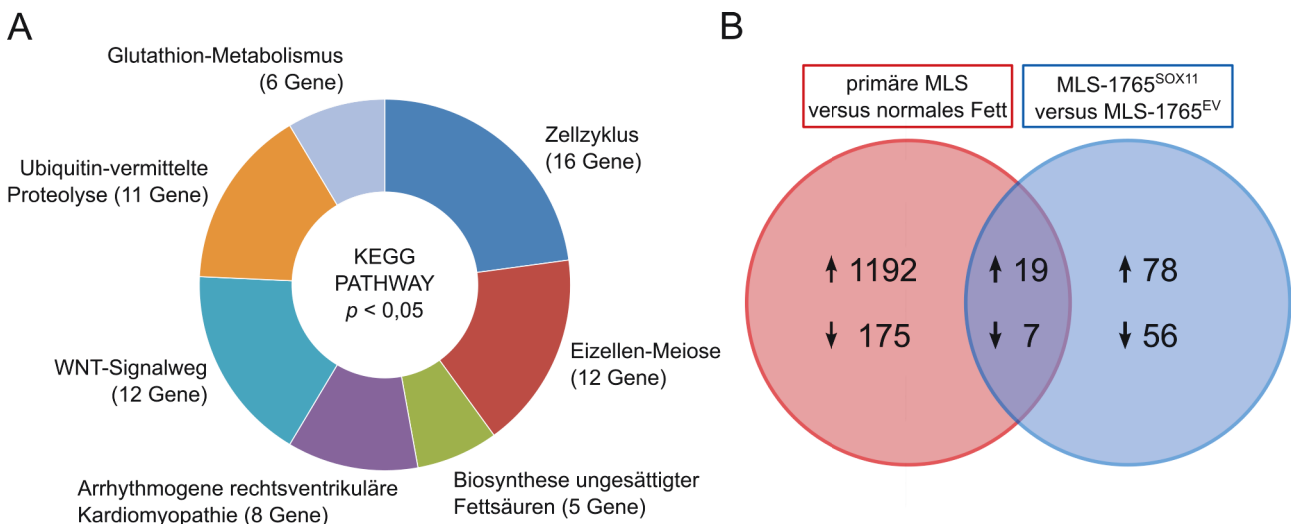 A
Glutathion-Metabolismus
(6 Gene)
Zellzyklus
(16 Gene)
Ubiquitin-vermittelte
Proteolyse (11 Gene)
KEGG
PATHWAY
p < 0,05
WNT-Signalweg
(12 Gene)
Eizellen-Meiose
(12 Gene)
Arrhythmogene rechtsventrikuläre
Kardiomyopathie (8 Gene)
Biosynthese ungesättigter
Fettsäuren (5 Gene)
B
primäre MLS
versus normales Fett
MLS-1765SOX11
versus MLS-1765EV
↑ 1192 ↑ 19 ↑ 78
↓ 175 ↓ 7 ↓ 56